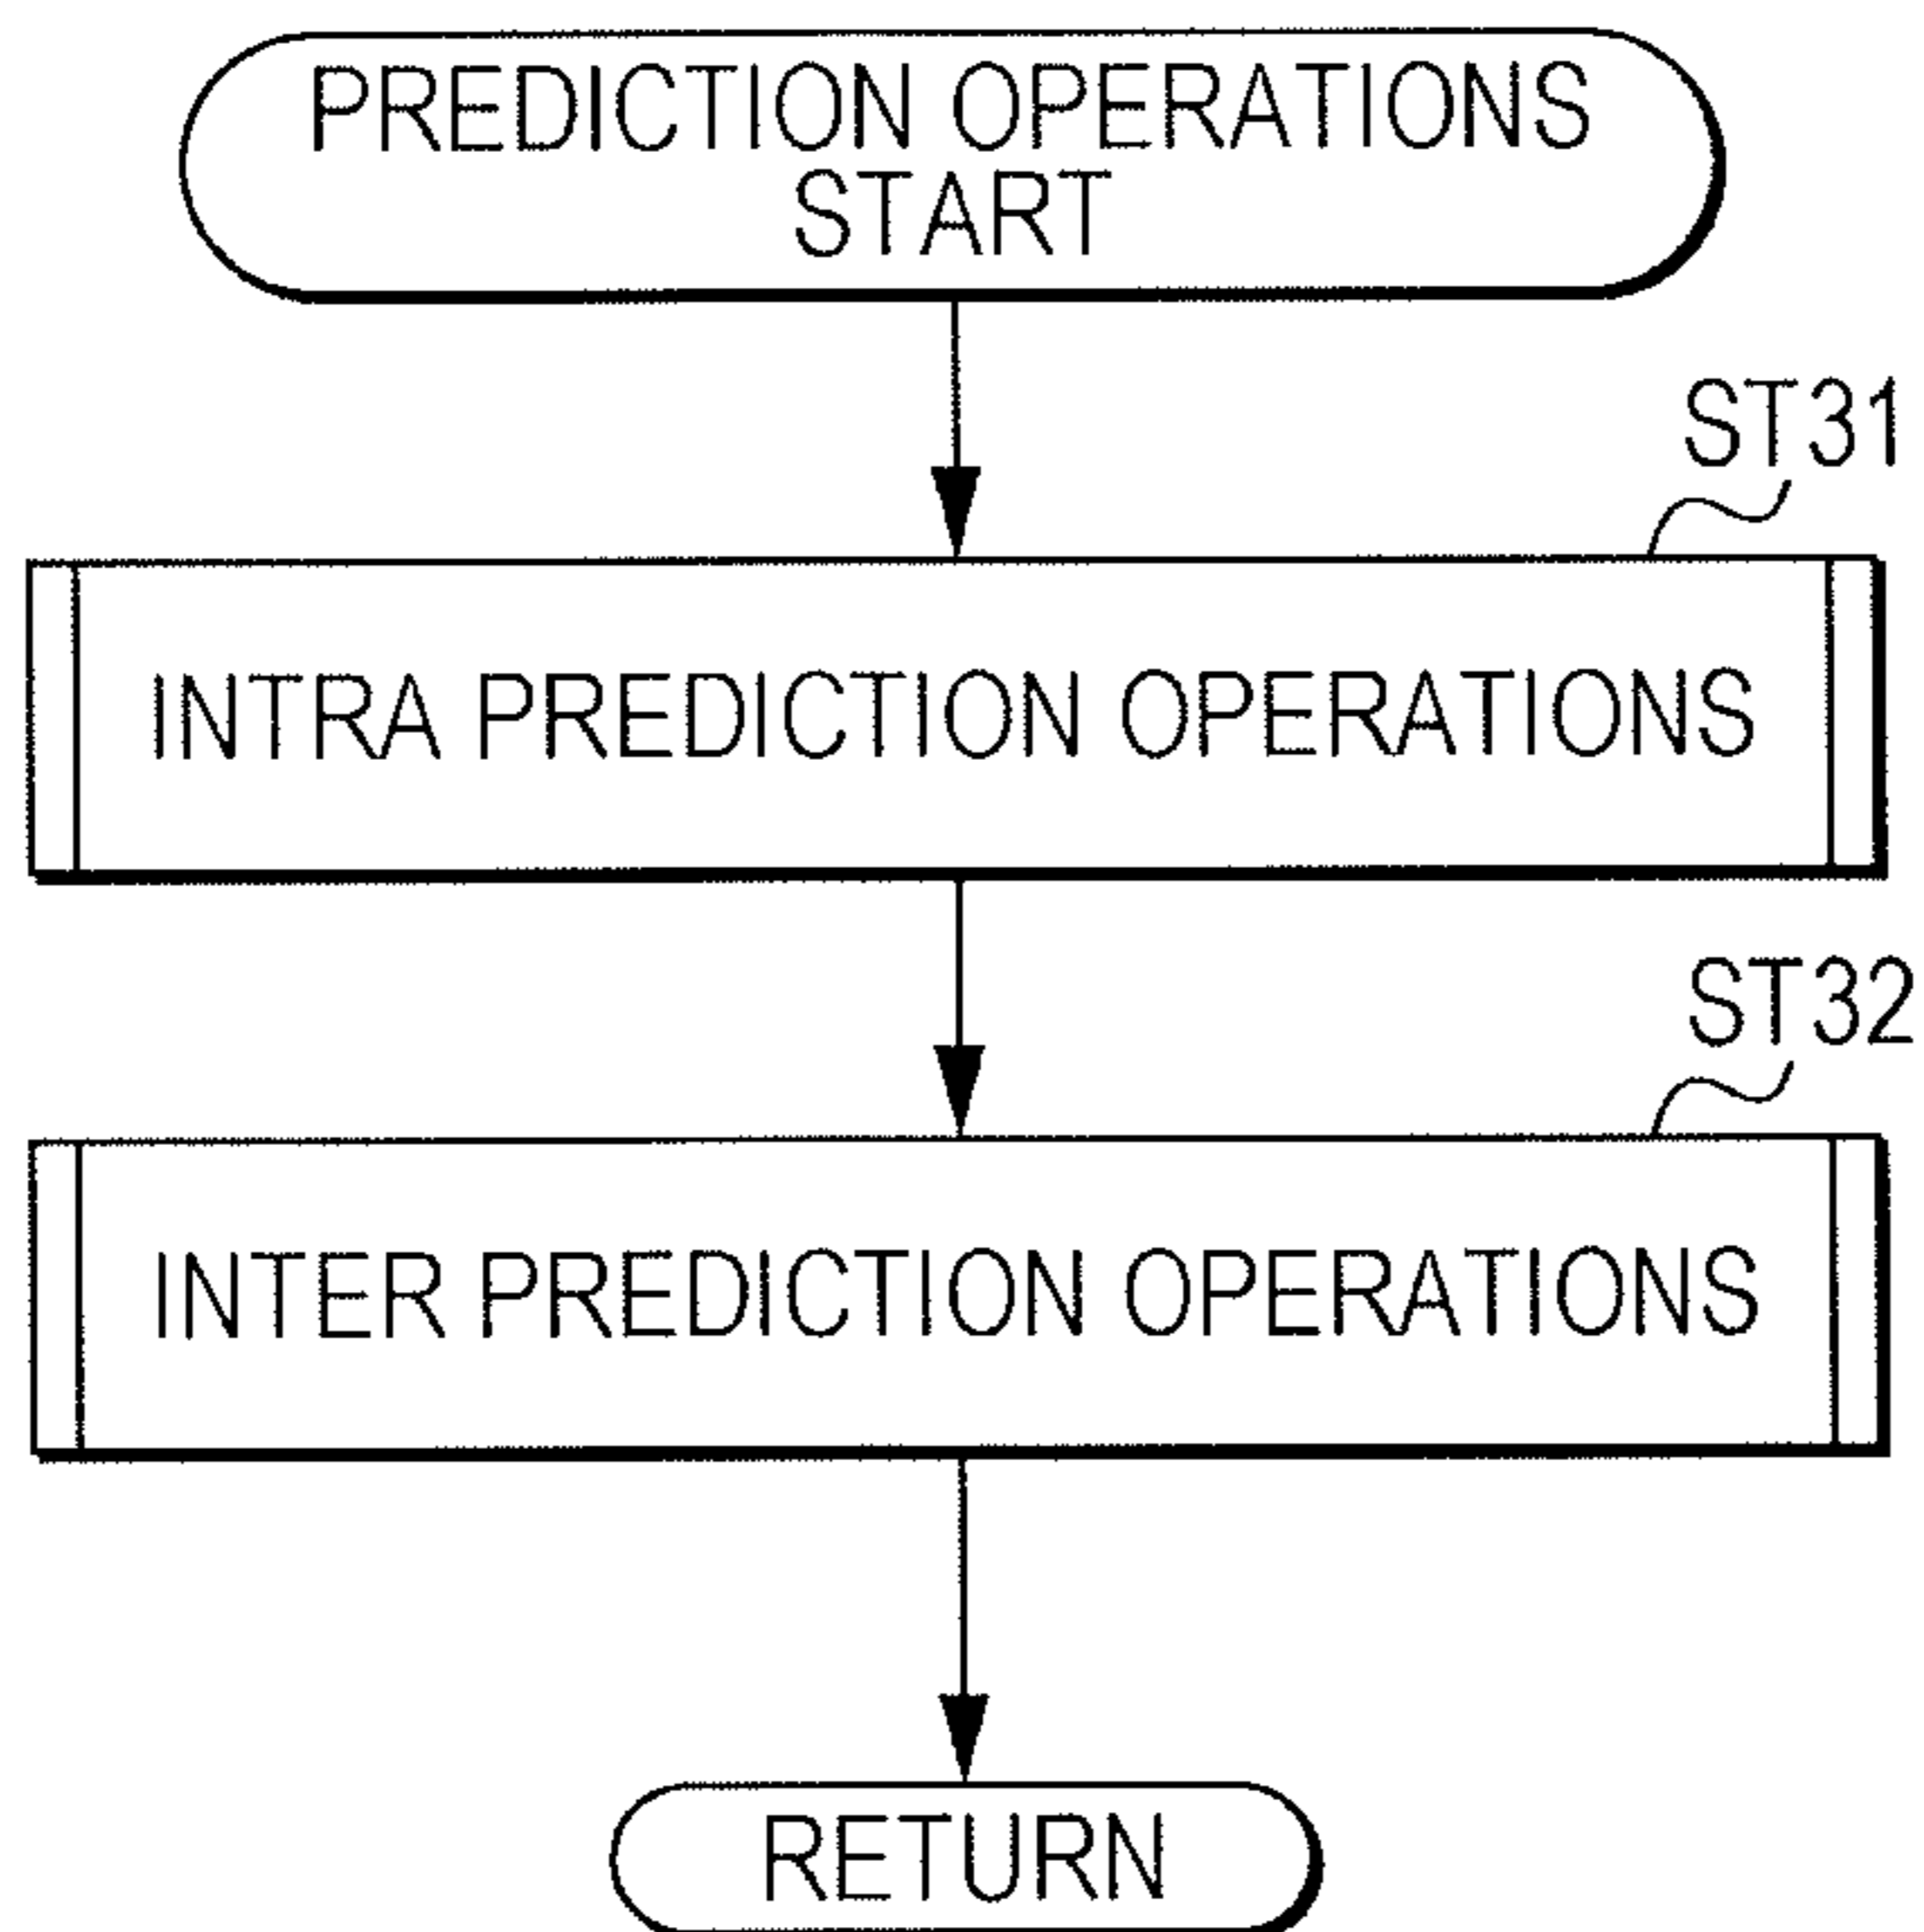 PREDICTION OPERATIONS
START
ST31
INTRA PREDICTION OPERATIONS
ST32
INTER PREDICTION OPERATIONS
RETURN